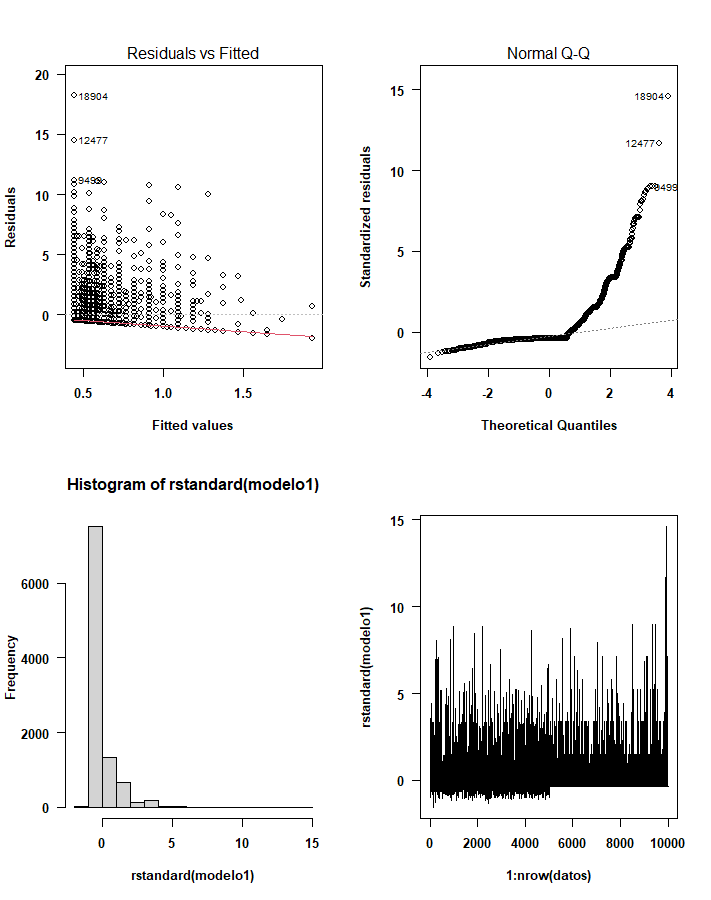 Residuals vs Fitted
20
15
10
5
0
Residuals
18904
12477
9499
0.5 1.0 1.5
Fitted values
Normal Q-Q
15
10
5
0
Standardized residuals
18904
12477
9499
-4 -2 0 2 4
Theoretical Quantiles
Histogram of rstandard(modelo1)
6000
4000
2000
0
Frequency
0 5 10 15
rstandard(modelo1)
15
10
5
0
rstandard(modelo1)
0 2000 4000 6000 8000 10000
1:nrow(datos)